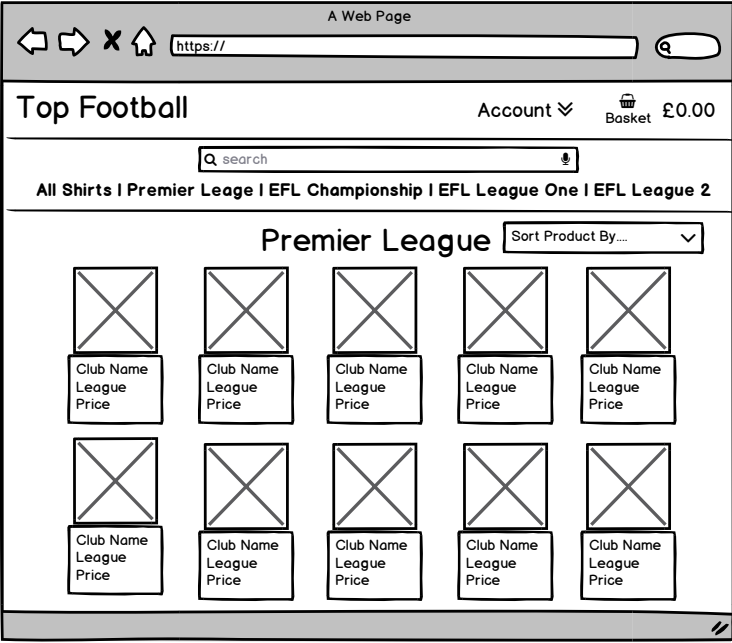 A Web Page
https://
Top Football
Account
Basket
£0.00
search
All Shirts | Premier Leage | EFL Championship | EFL League One | EFL League 2
Premier League
Sort Product By....
Club Name
League
Price
Club Name
League
Price
Club Name
League
Price
Club Name
League
Price
Club Name
League
Price
Club Name
League
Price
Club Name
League
Price
Club Name
League
Price
Club Name
League
Price
Club Name
League
Price